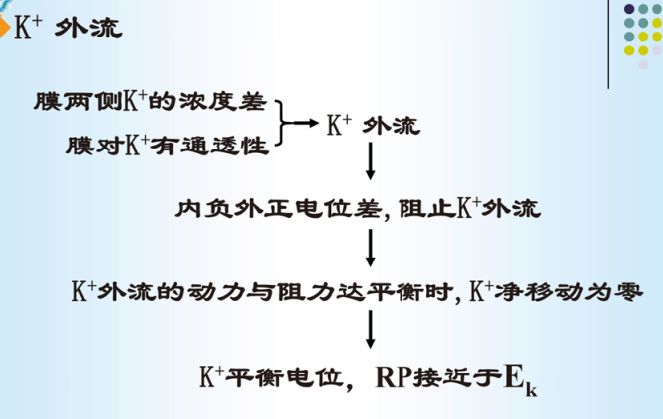 K⁺ 外流
膜两侧K⁺的浓度差
膜对K⁺有通透性
K⁺ 外流
内负外正电位差,阻止K⁺外流
K⁺外流的动力与阻力达平衡时,K⁺净移动为零
K⁺平衡电位，RP接近于Eₖ